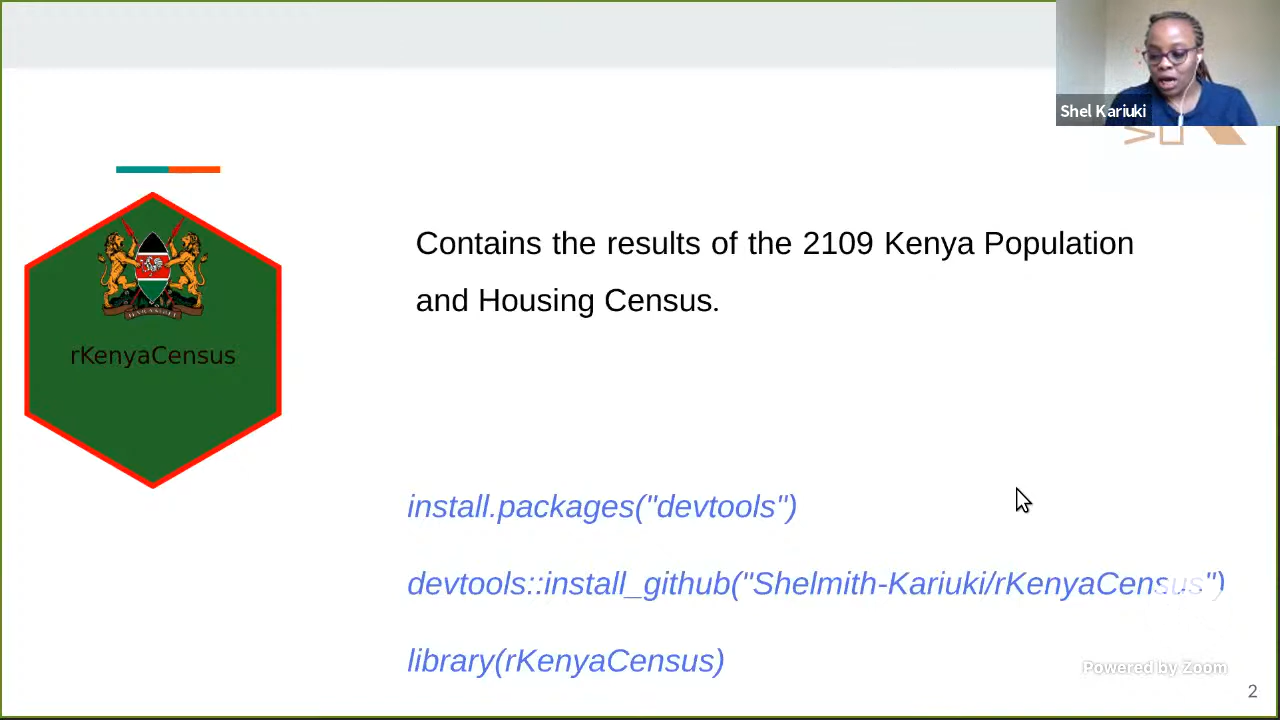 Shel Kariuki
Contains the results of the 2109 Kenya Population
and Housing Census.
rKenyaCensus
install.packages("devtools")
devtools::install_github("Shelmith-Kariuki/rKenyaCensus")
library(rKenyaCensus)
Powered by Zoom
2